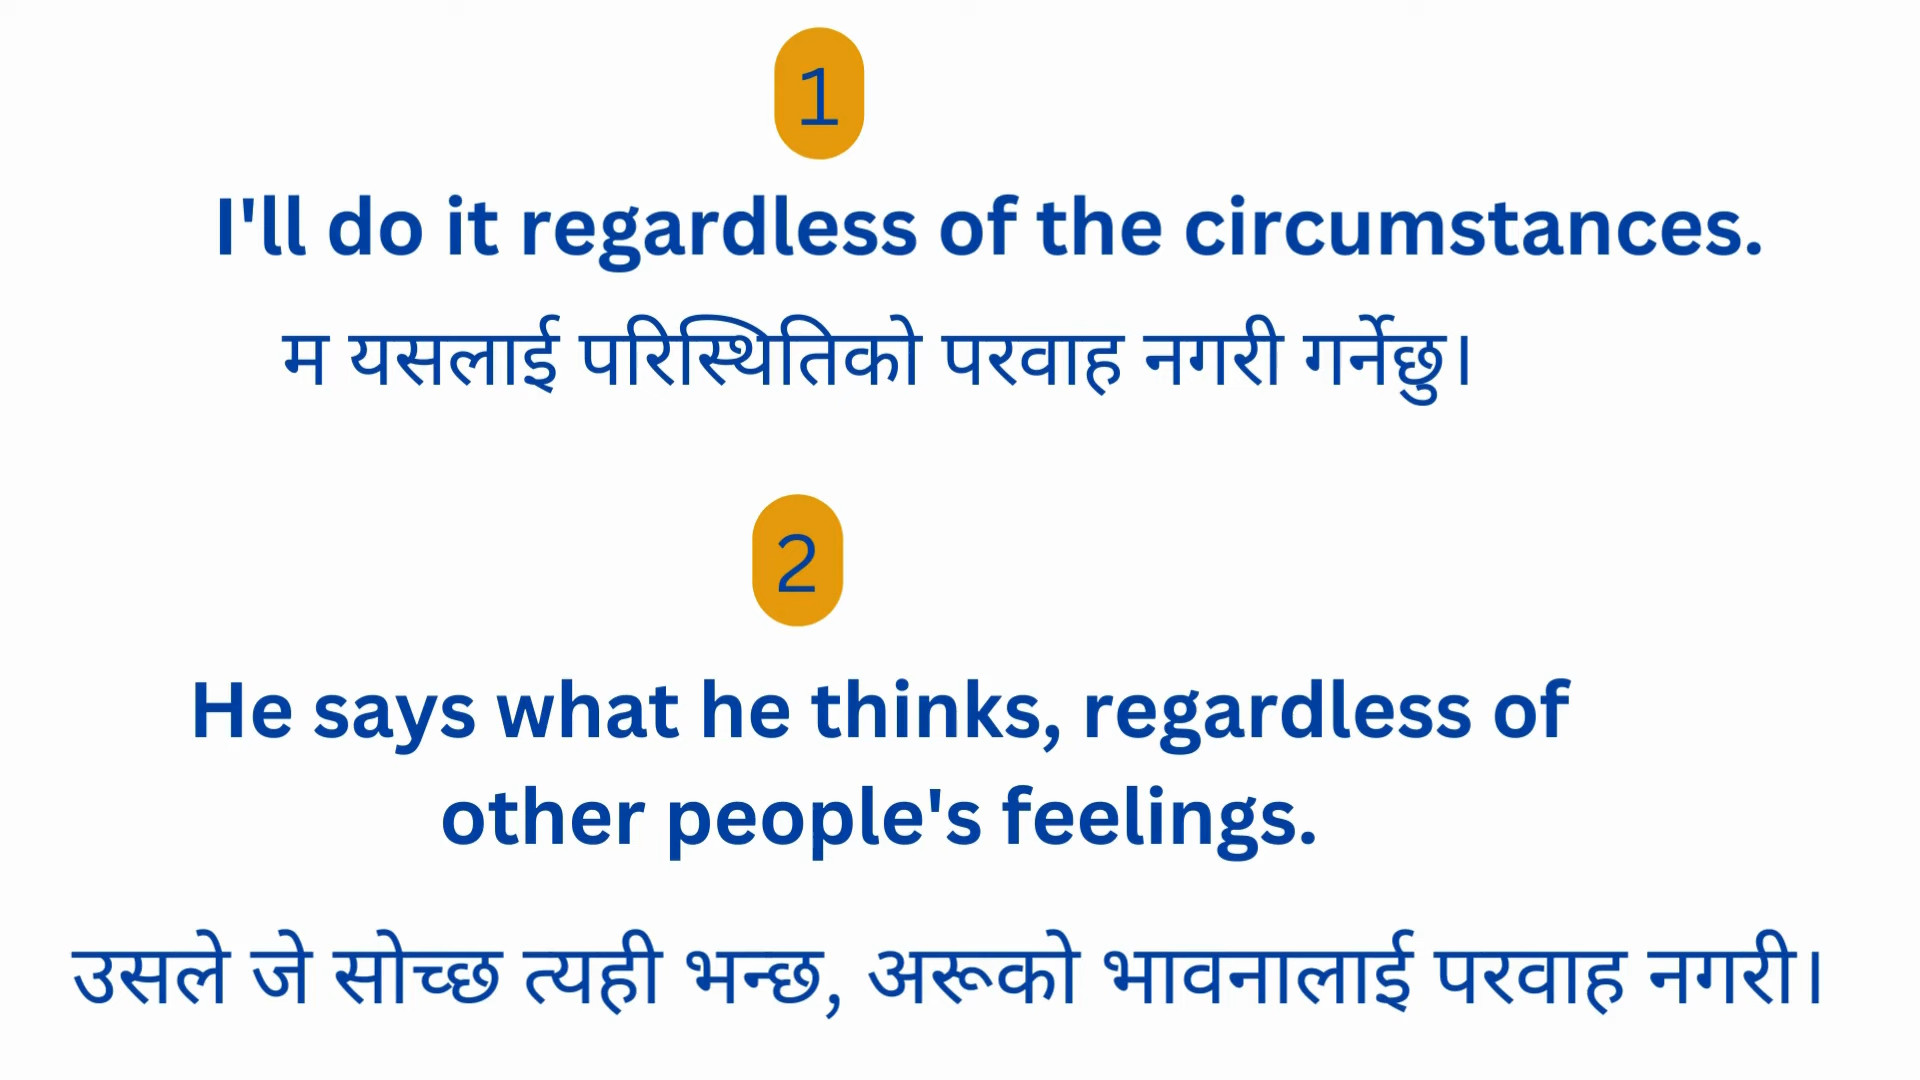 1
I'll do it regardless of the circumstances.
म यसलाई परिस्थितिको परवाह नगरी गर्नेछु।
2
He says what he thinks, regardless of
other people's feelings.
उसले जे सोच्छ त्यही भन्छ, अरूको भावनालाई परवाह नगरी।